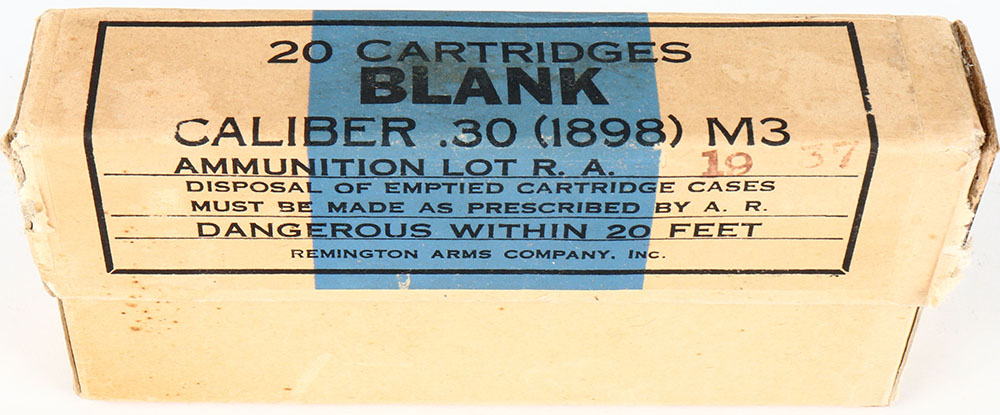 20 CARTRIDGES
BLANK
CALIBER .30 (1898) M3
AMMUNITION LOT R. A. 19 37
DISPOSAL OF EMPTIED CARTRIDGE CASES
MUST BE MADE AS PRESCRIBED BY A. R.
DANGEROUS WITHIN 20 FEET
REMINGTON ARMS COMPANY, INC.